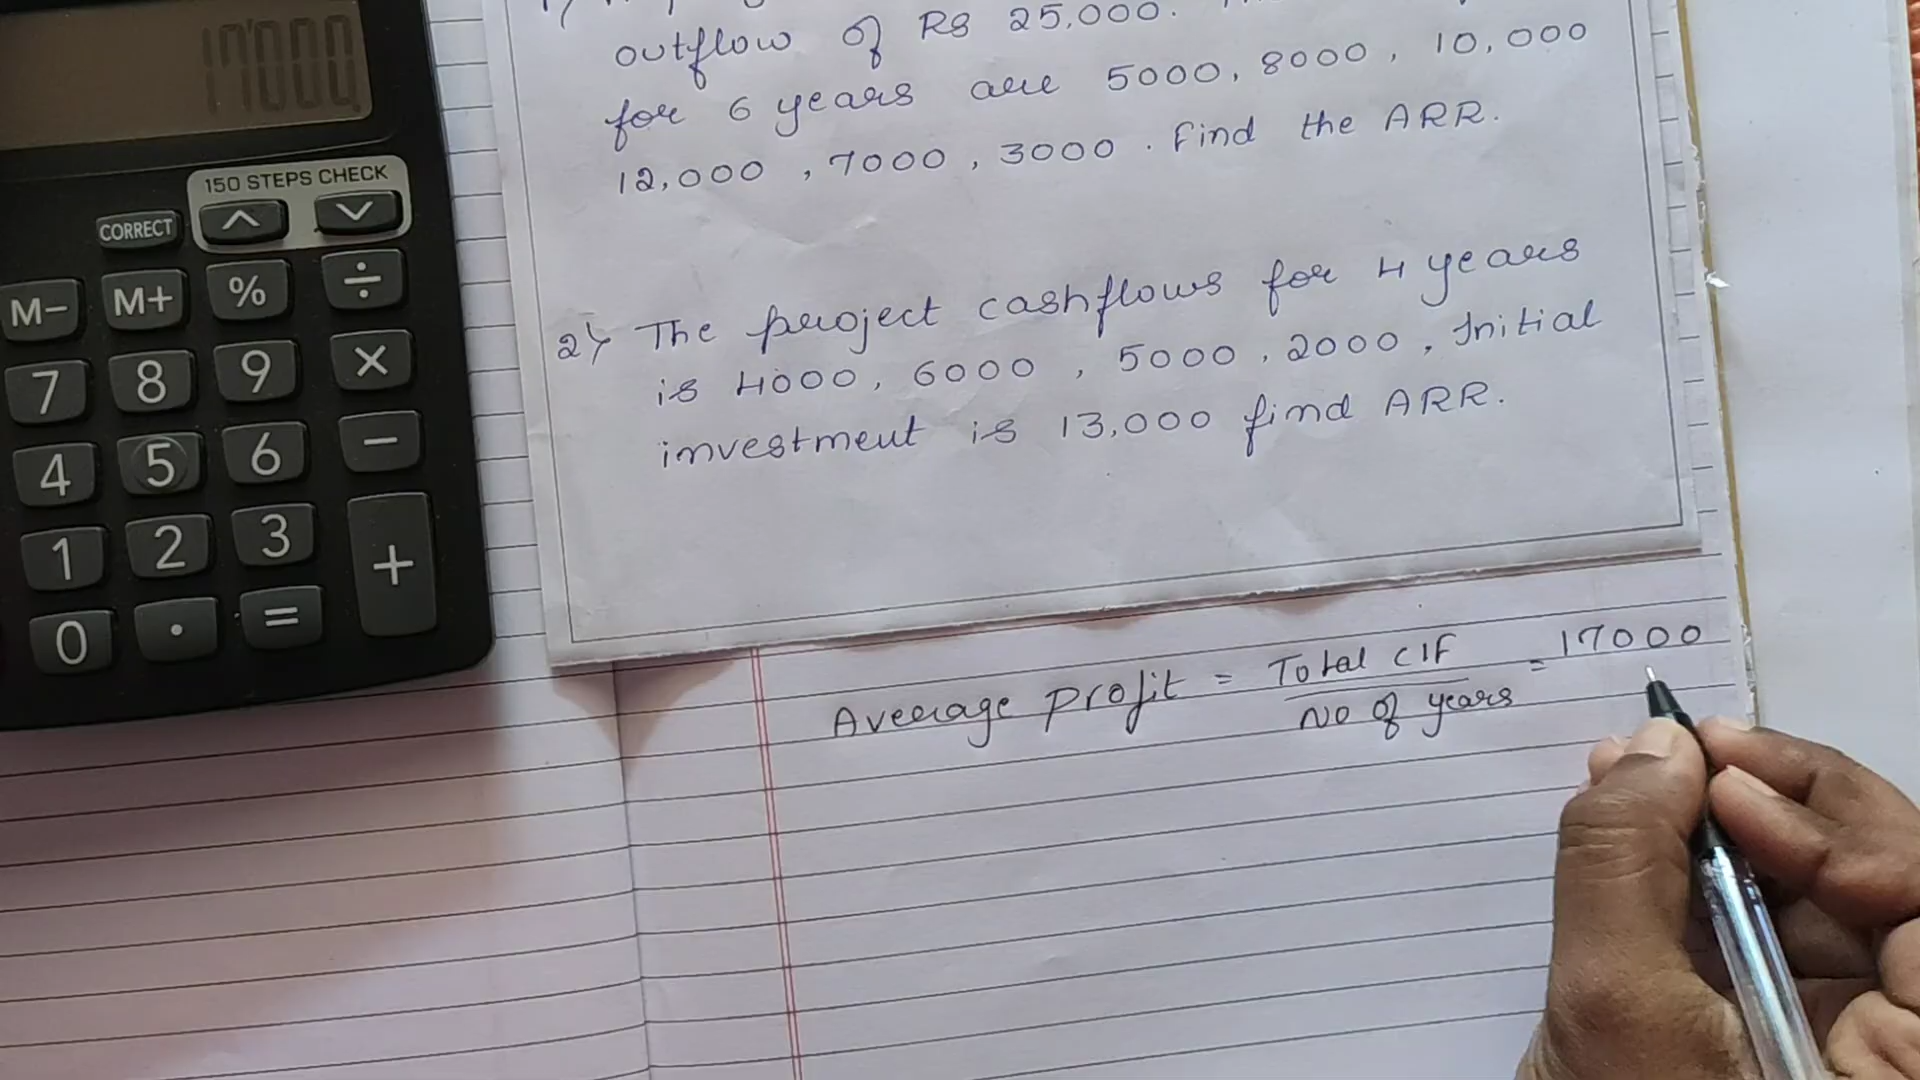 17'000
outflow of Rs 25,000.
for 6 years are 5000, 8000, 10,000
12,000, 7000, 3000. Find the ARR.
2) The project cashflows for 4 years
is 4000, 6000, 5000, 2000, Initial
investment is 13,000 find ARR.
150 STEPS CHECK
CORRECT
M- M+ % ÷
7 8 9 ×
4 5 6 −
1 2 3 +
0 . =
Average Profit = Total CIF = 17000
No of years